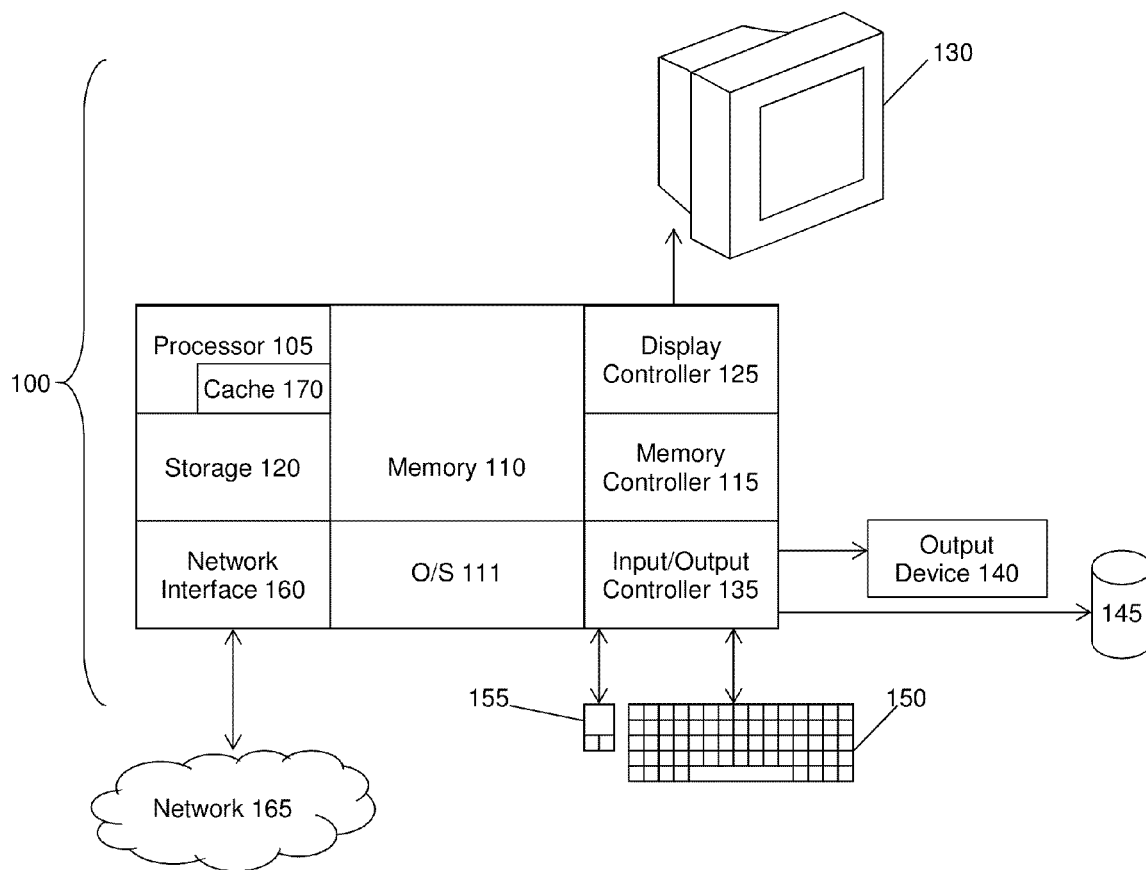 130
Processor 105
Cache 170
Display
Controller 125
100
Storage 120
Memory 110
Memory
Controller 115
Network
Interface 160
O/S 111
Input/Output
Controller 135
Output
Device 140
145
155
150
Network 165